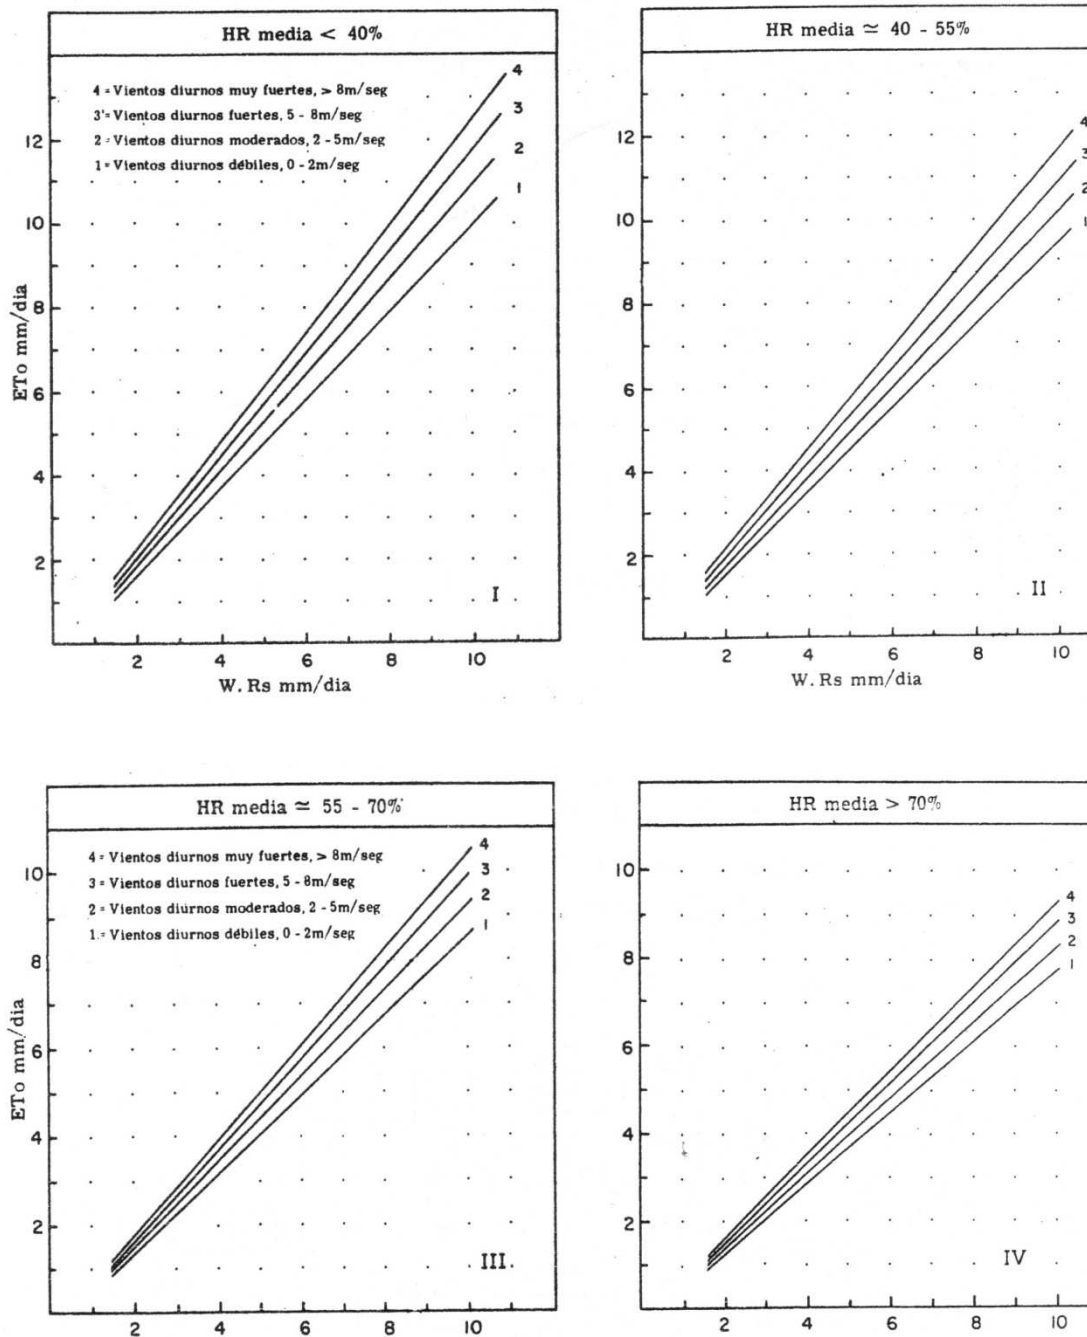 HR media < 40%
4 = Vientos diurnos muy fuertes, > 8m/seg
3 = Vientos diurnos fuertes, 5 - 8m/seg
2 = Vientos diurnos moderados, 2 - 5m/seg
1 = Vientos diurnos débiles, 0 - 2m/seg
4
3
2
1
12
10
8
6
4
2
ETo mm/dia
I
2 4 6 8 10
W. Rs mm/dia
HR media ≃ 40 - 55%
4
3
2
1
12
10
8
6
4
2
II
2 4 6 8 10
W. Rs mm/dia
HR media ≃ 55 - 70%
4 = Vientos diurnos muy fuertes, > 8m/seg
3 = Vientos diurnos fuertes, 5 - 8m/seg
2 = Vientos diurnos moderados, 2 - 5m/seg
1 = Vientos diurnos débiles, 0 - 2m/seg
4
3
2
1
10
8
6
4
2
ETo mm/dia
III
2 4 6 8 10
HR media > 70%
4
3
2
1
10
8
6
4
2
IV
2 4 6 8 10